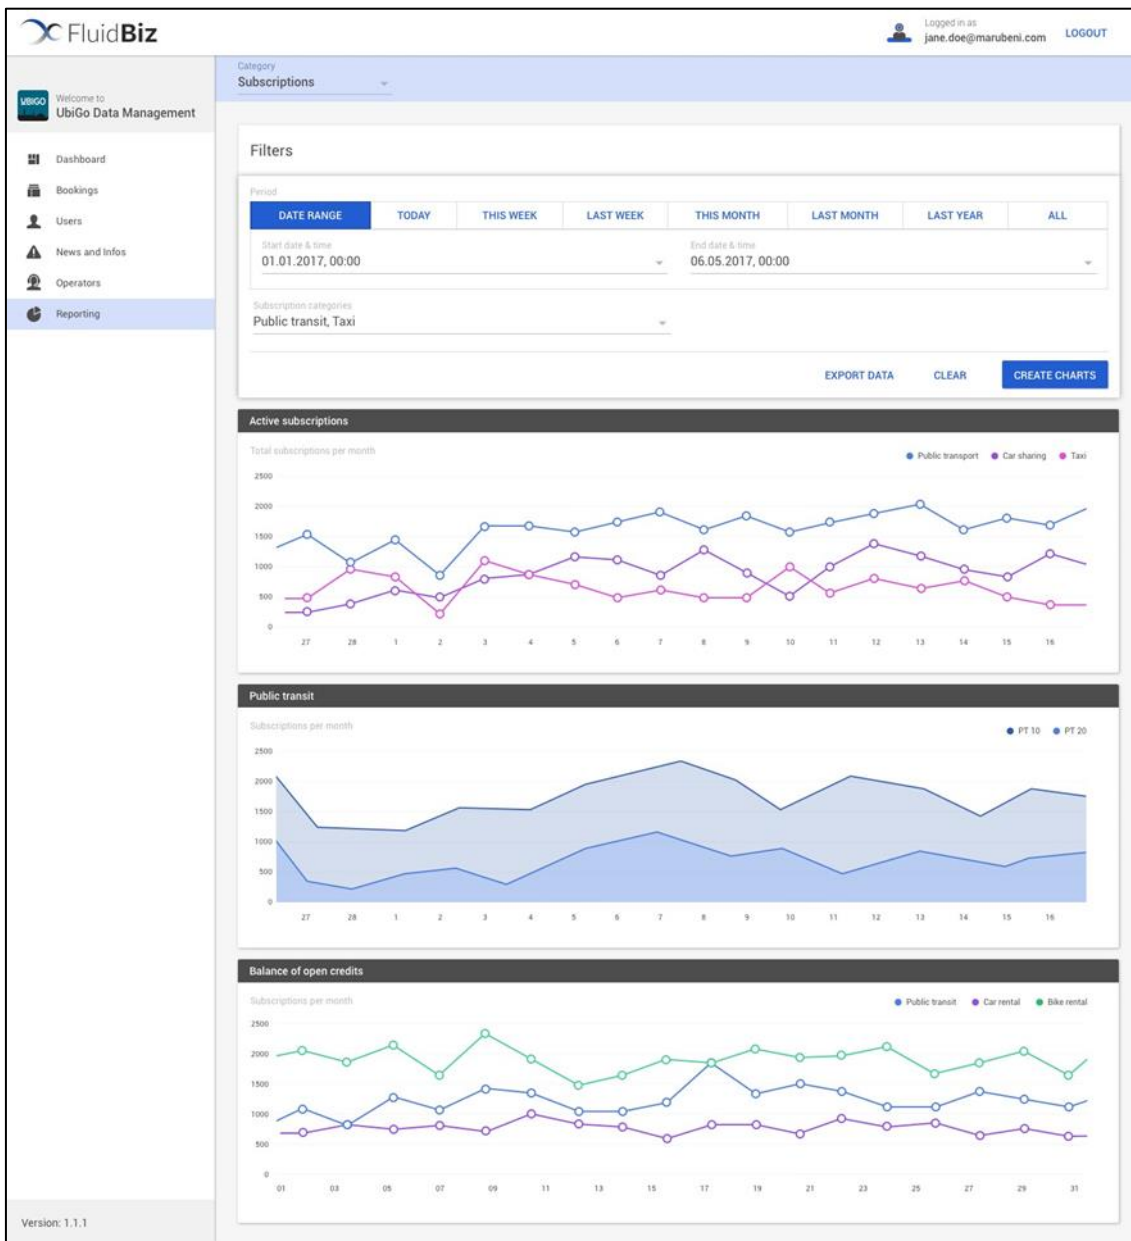 FluidBiz
Logged in as
jane.doe@marubeni.com
LOGOUT
UBIGO
Welcome to
UbiGo Data Management
Dashboard
Bookings
Users
News and Infos
Operators
Reporting
Version: 1.1.1
Category
Subscriptions
Filters
Period
DATE RANGE TODAY THIS WEEK LAST WEEK THIS MONTH LAST MONTH LAST YEAR ALL
Start date & time End date & time
01.01.2017, 00:00 06.05.2017, 00:00
Subscription categories
Public transit, Taxi
EXPORT DATA CLEAR CREATE CHARTS
Active subscriptions
Total subscriptions per month
Public transport Car sharing Taxi
2500
2000
1500
1000
500
0
27 28 1 2 3 4 5 6 7 8 9 10 11 12 13 14 15 16
Public transit
Subscriptions per month
PT 10 PT 20
2500
2000
1500
1000
500
0
27 28 1 2 3 4 5 6 7 8 9 10 11 12 13 14 15 16
Balance of open credits
Subscriptions per month
Public transit Car rental Bike rental
2500
2000
1500
1000
500
0
01 03 05 07 09 11 13 15 17 19 21 23 25 27 29 31